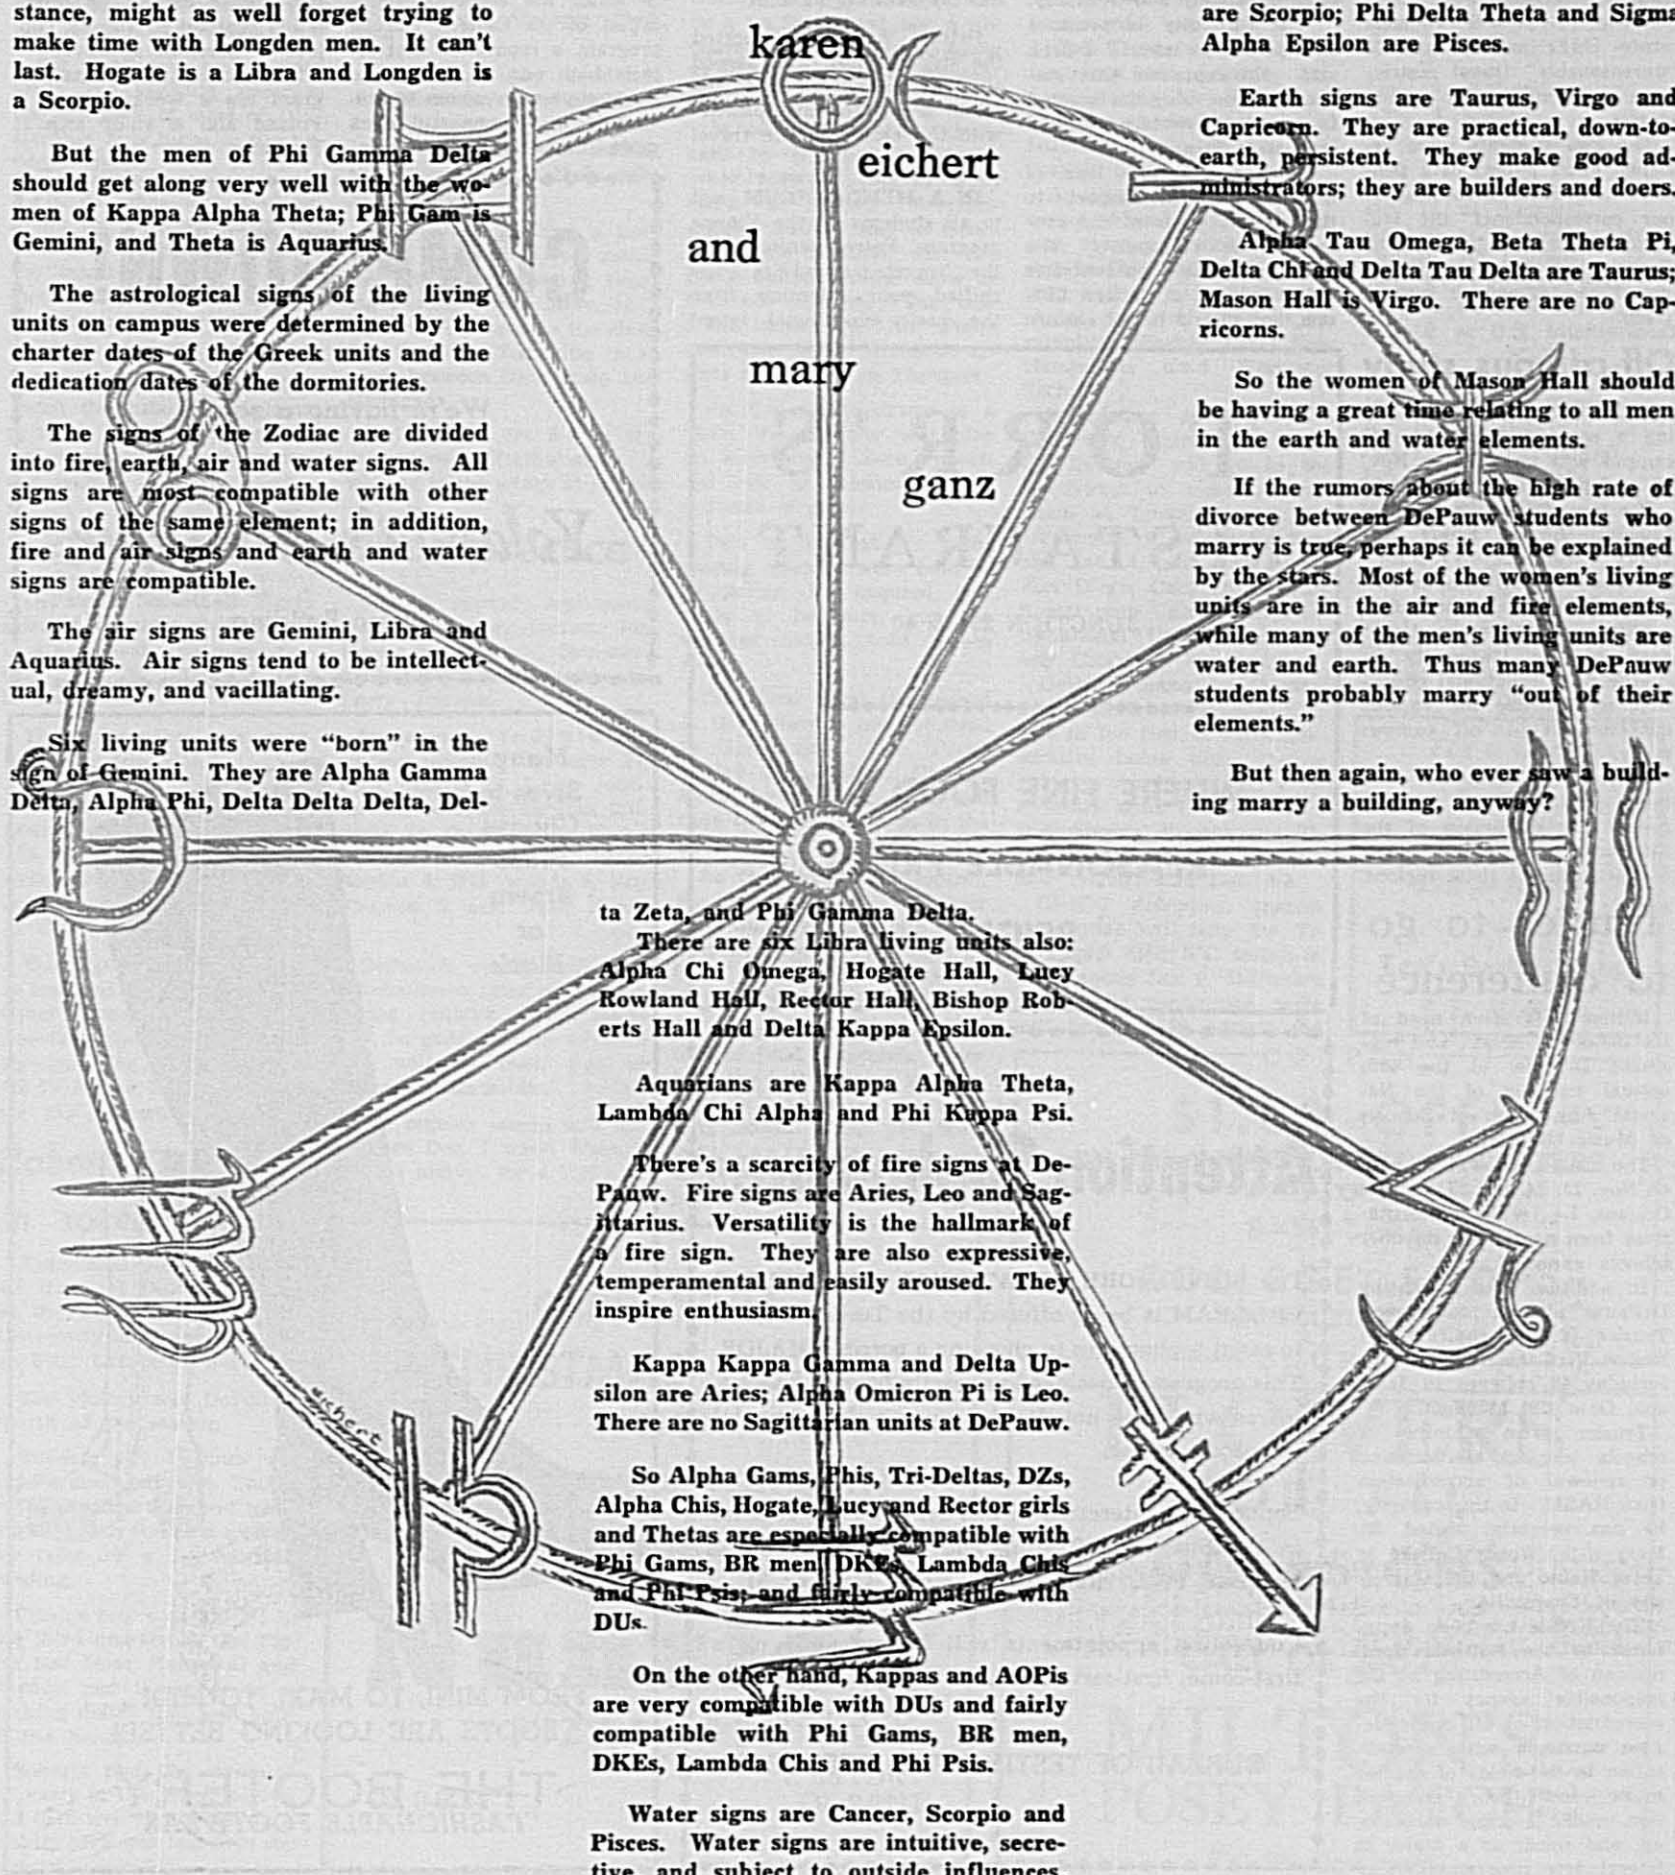 stance, might as well forget trying to
make time with Longden men. It can't
last. Hogate is a Libra and Longden is
a Scorpio.
But the men of Phi Gamma Delta
should get along very well with the wo-
men of Kappa Alpha Theta; Phi Gam is
Gemini, and Theta is Aquarius.
The astrological signs of the living
units on campus were determined by the
charter dates of the Greek units and the
dedication dates of the dormitories.
The signs of the Zodiac are divided
into fire, earth, air and water signs. All
signs are most compatible with other
signs of the same element; in addition,
fire and air signs and earth and water
signs are compatible.
The air signs are Gemini, Libra and
Aquarius. Air signs tend to be intellect-
ual, dreamy, and vacillating.
Six living units were "born" in the
sign of Gemini. They are Alpha Gamma
Delta, Alpha Phi, Delta Delta Delta, Del-
karen
eichert
and
mary
ganz
ta Zeta, and Phi Gamma Delta.
There are six Libra living units also:
Alpha Chi Omega, Hogate Hall, Lucy
Rowland Hall, Rector Hall, Bishop Rob-
erts Hall and Delta Kappa Epsilon.
Aquarians are Kappa Alpha Theta,
Lambda Chi Alpha and Phi Kappa Psi.
There's a scarcity of fire signs at De-
Pauw. Fire signs are Aries, Leo and Sag-
ittarius. Versatility is the hallmark of
a fire sign. They are also expressive,
temperamental and easily aroused. They
inspire enthusiasm.
Kappa Kappa Gamma and Delta Up-
silon are Aries; Alpha Omicron Pi is Leo.
There are no Sagittarian units at DePauw.
So Alpha Gams, Phis, Tri-Deltas, DZs,
Alpha Chis, Hogate, Lucy and Rector girls
and Thetas are especially compatible with
Phi Gams, BR men, DKEs, Lambda Chis
and Phi Psis; and fairly compatible with
DUs.
On the other hand, Kappas and AOPis
are very compatible with DUs and fairly
compatible with Phi Gams, BR men,
DKEs, Lambda Chis and Phi Psis.
Water signs are Cancer, Scorpio and
Pisces. Water signs are intuitive, secre-
tive, and subject to outside influences.
are Scorpio; Phi Delta Theta and Sigma
Alpha Epsilon are Pisces.
Earth signs are Taurus, Virgo and
Capricorn. They are practical, down-to-
earth, persistent. They make good ad-
ministrators; they are builders and doers.
Alpha Tau Omega, Beta Theta Pi,
Delta Chi and Delta Tau Delta are Taurus;
Mason Hall is Virgo. There are no Cap-
ricorns.
So the women of Mason Hall should
be having a great time relating to all men
in the earth and water elements.
If the rumors about the high rate of
divorce between DePauw students who
marry is true, perhaps it can be explained
by the stars. Most of the women's living
units are in the air and fire elements,
while many of the men's living units are
water and earth. Thus many DePauw
students probably marry "out of their
elements."
But then again, who ever saw a build-
ing marry a building, anyway?
eichert